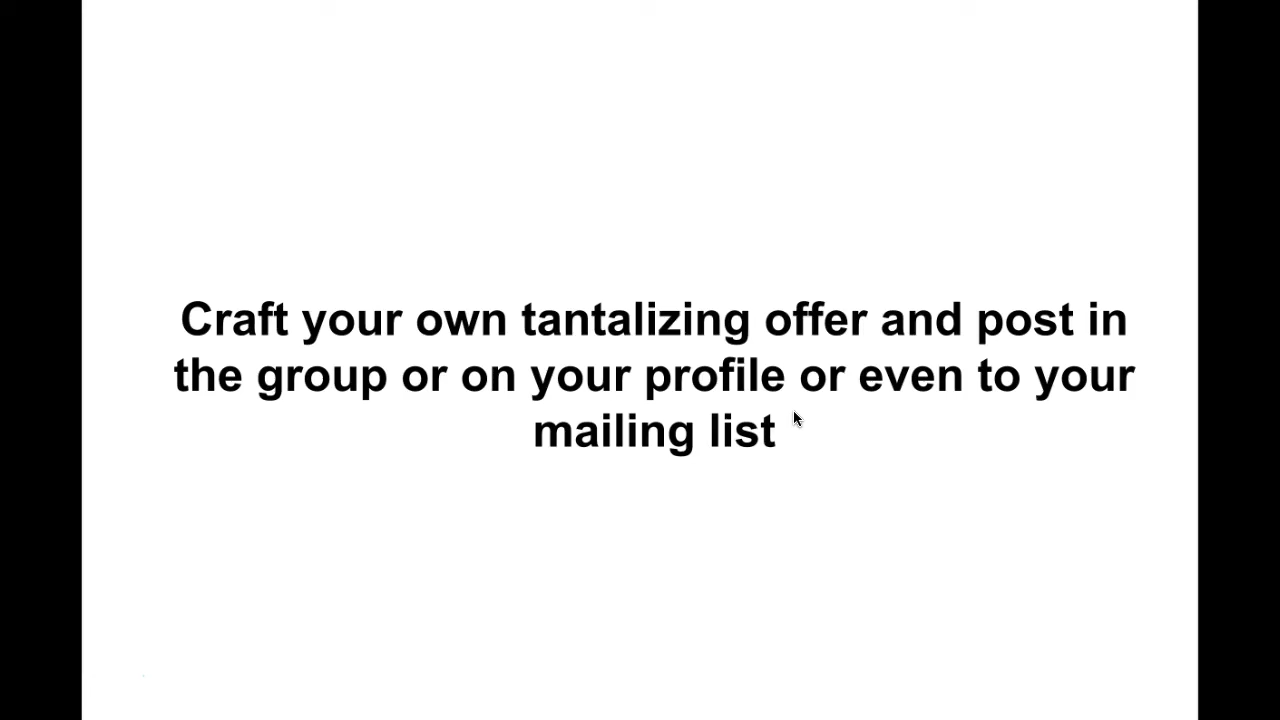 Craft your own tantalizing offer and post in
the group or on your profile or even to your
mailing list